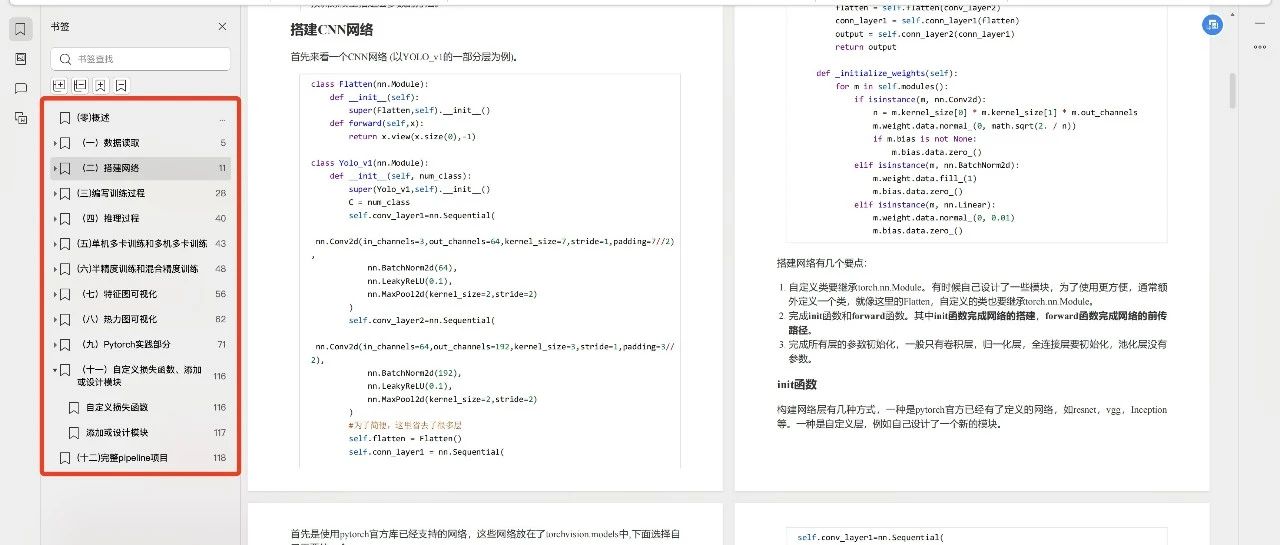 书签
书签查找
(零)概述 ...
（一）数据读取 5
（二）搭建网络 11
(三)编写训练过程 28
（四）推理过程 40
(五)单机多卡训练和多机多卡训练 43
(六)半精度训练和混合精度训练 48
（七）特征图可视化 56
（八）热力图可视化 62
（九）Pytorch实践部分 71
（十一）自定义损失函数、添加
或设计模块 116
自定义损失函数 116
添加或设计模块 117
(十二)完整pipeline项目 118
搭建CNN网络
首先来看一个CNN网络 (以YOLO_v1的一部分层为例)。
class Flatten(nn.Module):
def __init__(self):
super(Flatten,self).__init__()
def forward(self,x):
return x.view(x.size(0),-1)
class Yolo_v1(nn.Module):
def __init__(self, num_class):
super(Yolo_v1,self).__init__()
C = num_class
self.conv_layer1=nn.Sequential(
nn.Conv2d(in_channels=3,out_channels=64,kernel_size=7,stride=1,padding=7//2)
,
nn.BatchNorm2d(64),
nn.LeakyReLU(0.1),
nn.MaxPool2d(kernel_size=2,stride=2)
)
self.conv_layer2=nn.Sequential(
nn.Conv2d(in_channels=64,out_channels=192,kernel_size=3,stride=1,padding=3//
2),
nn.BatchNorm2d(192),
nn.LeakyReLU(0.1),
nn.MaxPool2d(kernel_size=2,stride=2)
)
#为了简便，这里省去了很多层
self.flatten = Flatten()
self.conn_layer1 = nn.Sequential(
首先是使用pytorch官方库已经支持的网络，这些网络放在了torchvision.models中,下面选择自
flatten = self.flatten(conv_layer2)
conn_layer1 = self.conn_layer1(flatten)
output = self.conn_layer2(conn_layer1)
return output
def _initialize_weights(self):
for m in self.modules():
if isinstance(m, nn.Conv2d):
n = m.kernel_size[0] * m.kernel_size[1] * m.out_channels
m.weight.data.normal_(0, math.sqrt(2. / n))
if m.bias is not None:
m.bias.data.zero_()
elif isinstance(m, nn.BatchNorm2d):
m.weight.data.fill_(1)
m.bias.data.zero_()
elif isinstance(m, nn.Linear):
m.weight.data.normal_(0, 0.01)
m.bias.data.zero_()
搭建网络有几个要点：
1. 自定义类要继承torch.nn.Module。有时候自己设计了一些模块，为了使用更方便，通常额
外定义一个类，就像这里的Flatten，自定义的类也要继承torch.nn.Module。
2. 完成init函数和forward函数。其中init函数完成网络的搭建，forward函数完成网络的前传
路径。
3. 完成所有层的参数初始化，一般只有卷积层，归一化层，全连接层要初始化，池化层没有
参数。
init函数
构建网络层有几种方式，一种是pytorch官方已经有了定义的网络，如resnet，vgg，Inception
等。一种是自定义层，例如自己设计了一个新的模块。
self.conv_layer1=nn.Sequential(